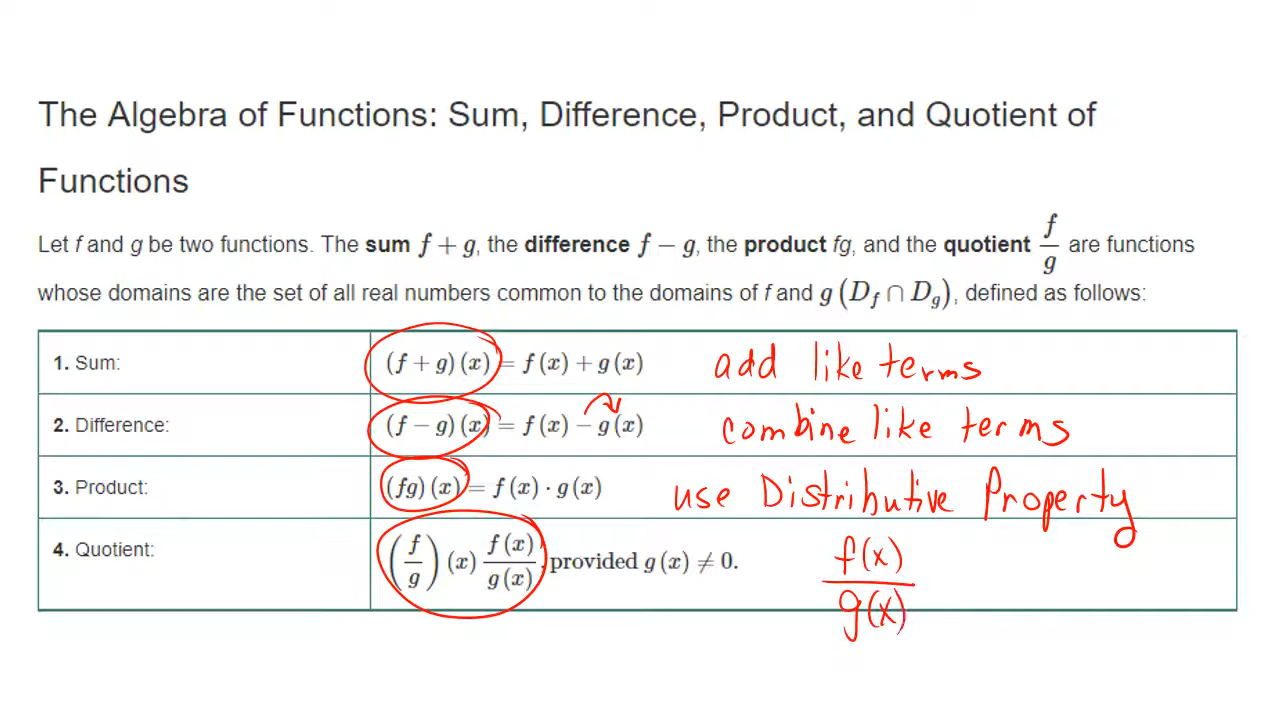 The Algebra of Functions: Sum, Difference, Product, and Quotient of
Functions
Let f and g be two functions. The sum f + g, the difference f − g, the product fg, and the quotient f/g are functions
whose domains are the set of all real numbers common to the domains of f and g (D_f ∩ D_g), defined as follows:
1. Sum: (f + g)(x) = f(x) + g(x) add like terms
2. Difference: (f − g)(x) = f(x) − g(x) combine like terms
3. Product: (fg)(x) = f(x) · g(x) use Distributive Property
4. Quotient: (f/g)(x) f(x)/g(x), provided g(x) ≠ 0. f(x)/g(x)